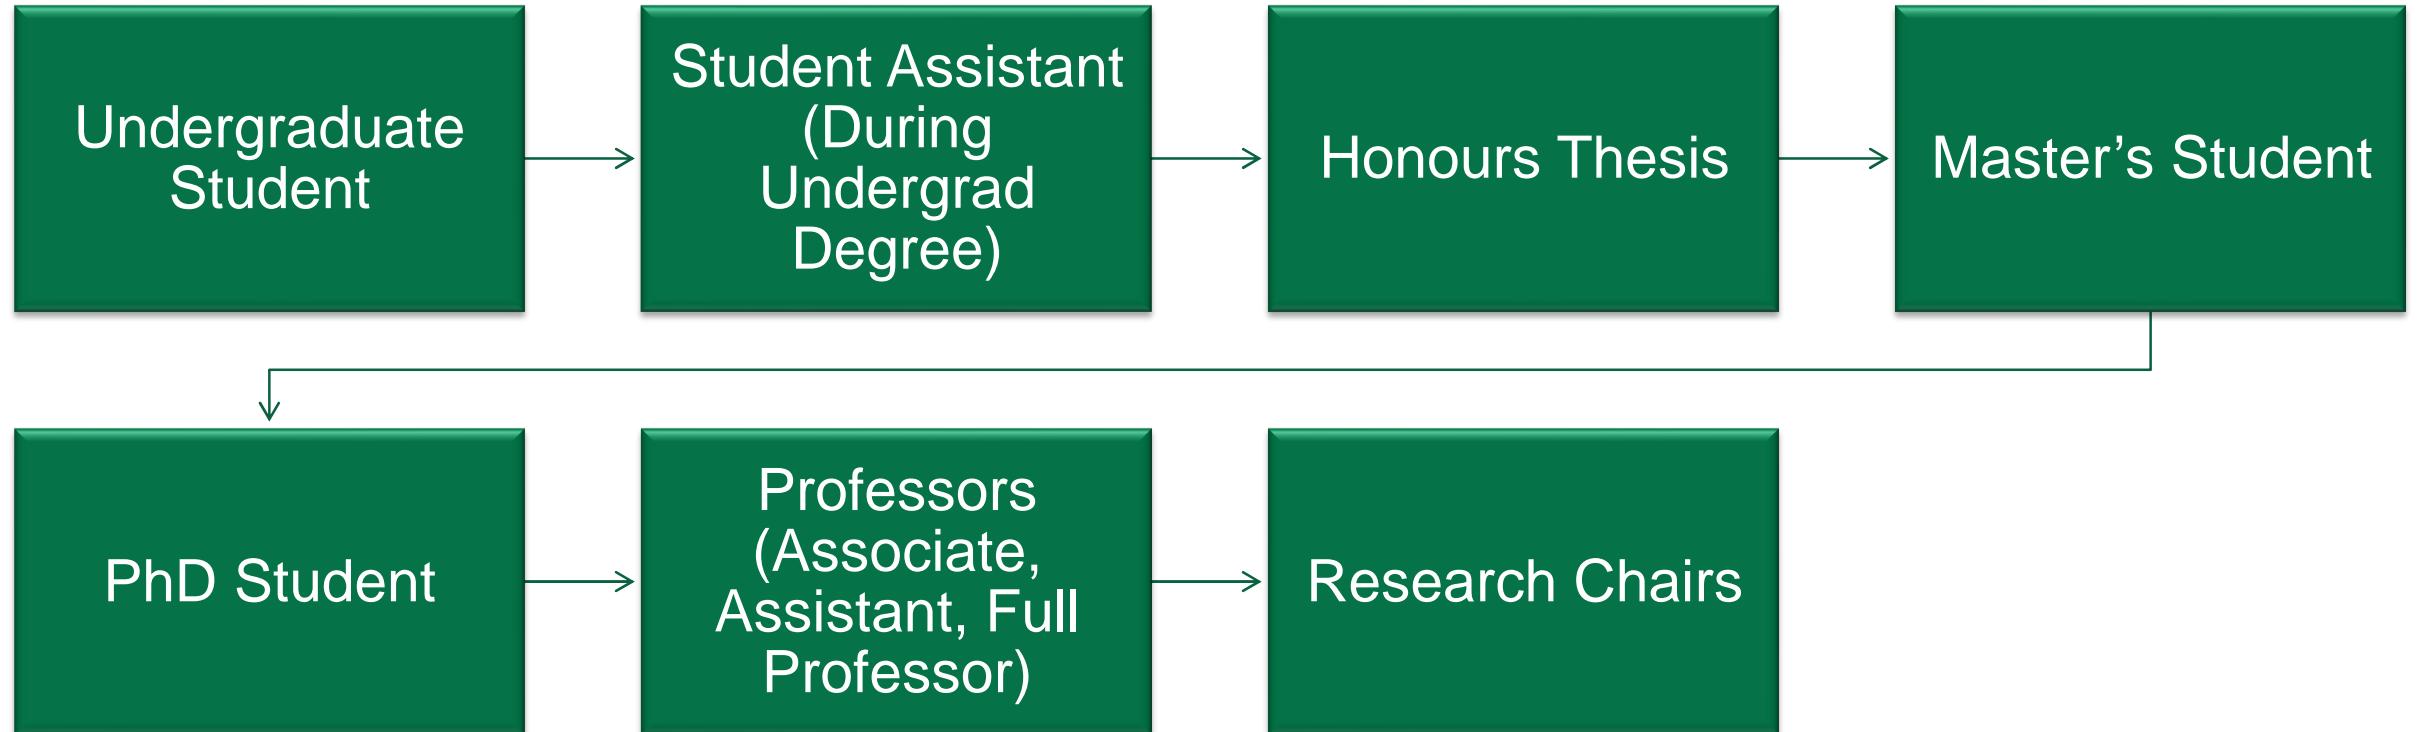 Undergraduate
Student
Student Assistant
(During
Undergrad
Degree)
Honours Thesis
Master’s Student
PhD Student
Professors
(Associate,
Assistant, Full
Professor)
Research Chairs